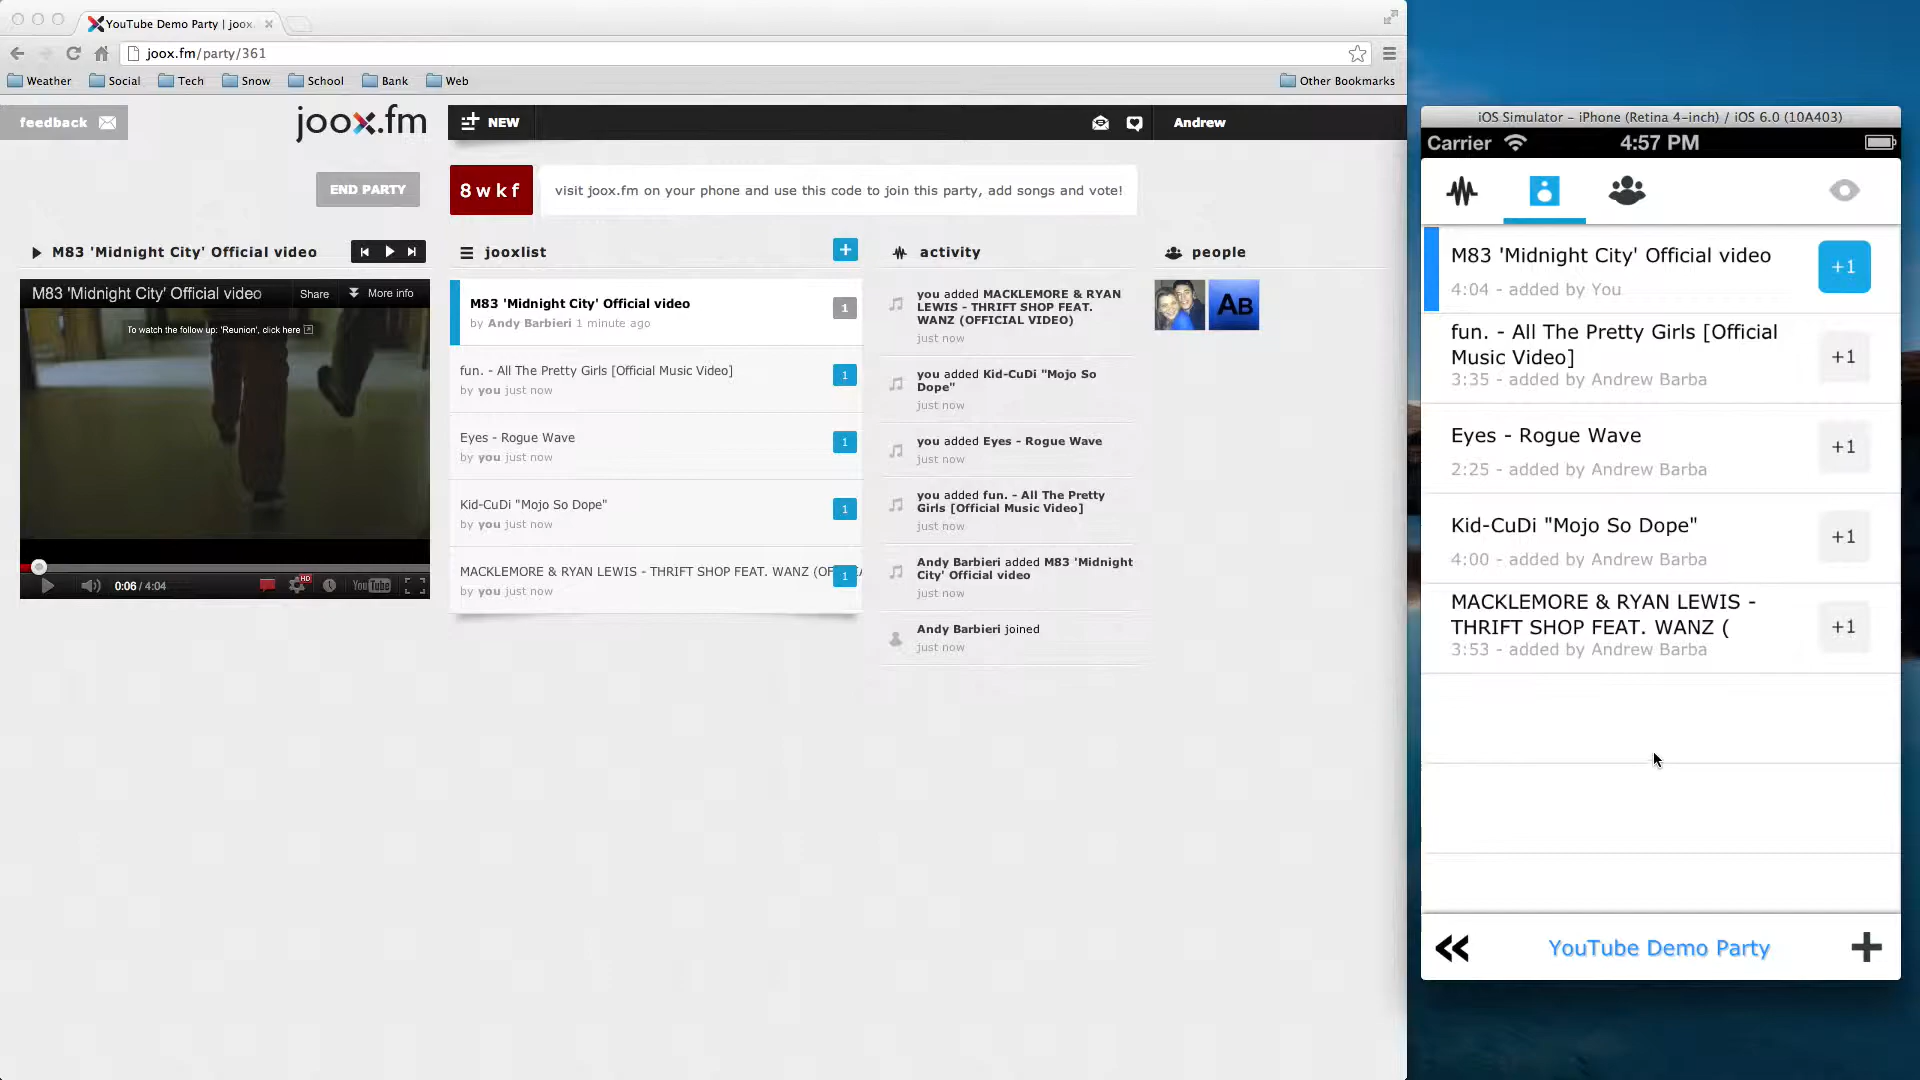 YouTube Demo Party | joox.
joox.fm/party/361
Weather
Social
Tech
Snow
School
Bank
Web
Other Bookmarks
feedback
joox.fm
NEW
Andrew
END PARTY
8wkf
visit joox.fm on your phone and use this code to join this party, add songs and vote!
M83 'Midnight City' Official video
M83 'Midnight City' Official video
Share
More info
To watch the follow up: 'Reunion', click here
HD
0:06 / 4:04
YouTube
jooxlist
+
M83 'Midnight City' Official video
1
by Andy Barbieri 1 minute ago
fun. - All The Pretty Girls [Official Music Video]
1
by you just now
Eyes - Rogue Wave
1
by you just now
Kid-CuDi "Mojo So Dope"
1
by you just now
MACKLEMORE & RYAN LEWIS - THRIFT SHOP FEAT. WANZ
1
by you just now
activity
you added MACKLEMORE & RYAN
LEWIS - THRIFT SHOP FEAT.
WANZ (OFFICIAL VIDEO)
just now
you added Kid-CuDi "Mojo So
Dope"
just now
you added Eyes - Rogue Wave
just now
you added fun. - All The Pretty
Girls [Official Music Video]
just now
Andy Barbieri added M83 'Midnight
City' Official video
just now
Andy Barbieri joined
just now
people
AB
iOS Simulator - iPhone (Retina 4-inch) / iOS 6.0 (10A403)
Carrier
4:57 PM
M83 'Midnight City' Official video
4:04 - added by You
+1
fun. - All The Pretty Girls [Official
Music Video]
3:35 - added by Andrew Barba
+1
Eyes - Rogue Wave
2:25 - added by Andrew Barba
+1
Kid-CuDi "Mojo So Dope"
4:00 - added by Andrew Barba
+1
MACKLEMORE & RYAN LEWIS -
THRIFT SHOP FEAT. WANZ (
3:53 - added by Andrew Barba
+1
YouTube Demo Party